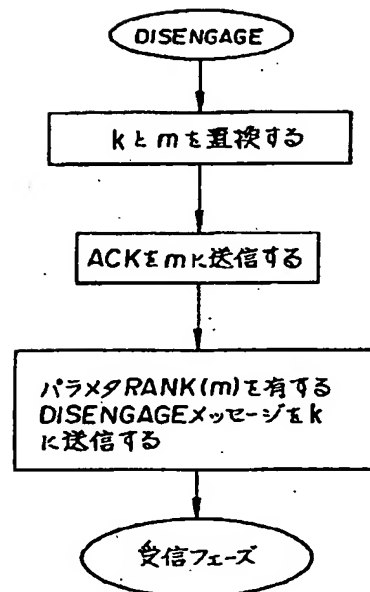 DISENGAGE
kとmを置換する
ACKをmに送信する
パラメタRANK(m)を有する
DISENGAGEメッセージをk
に送信する
受信フェーズ